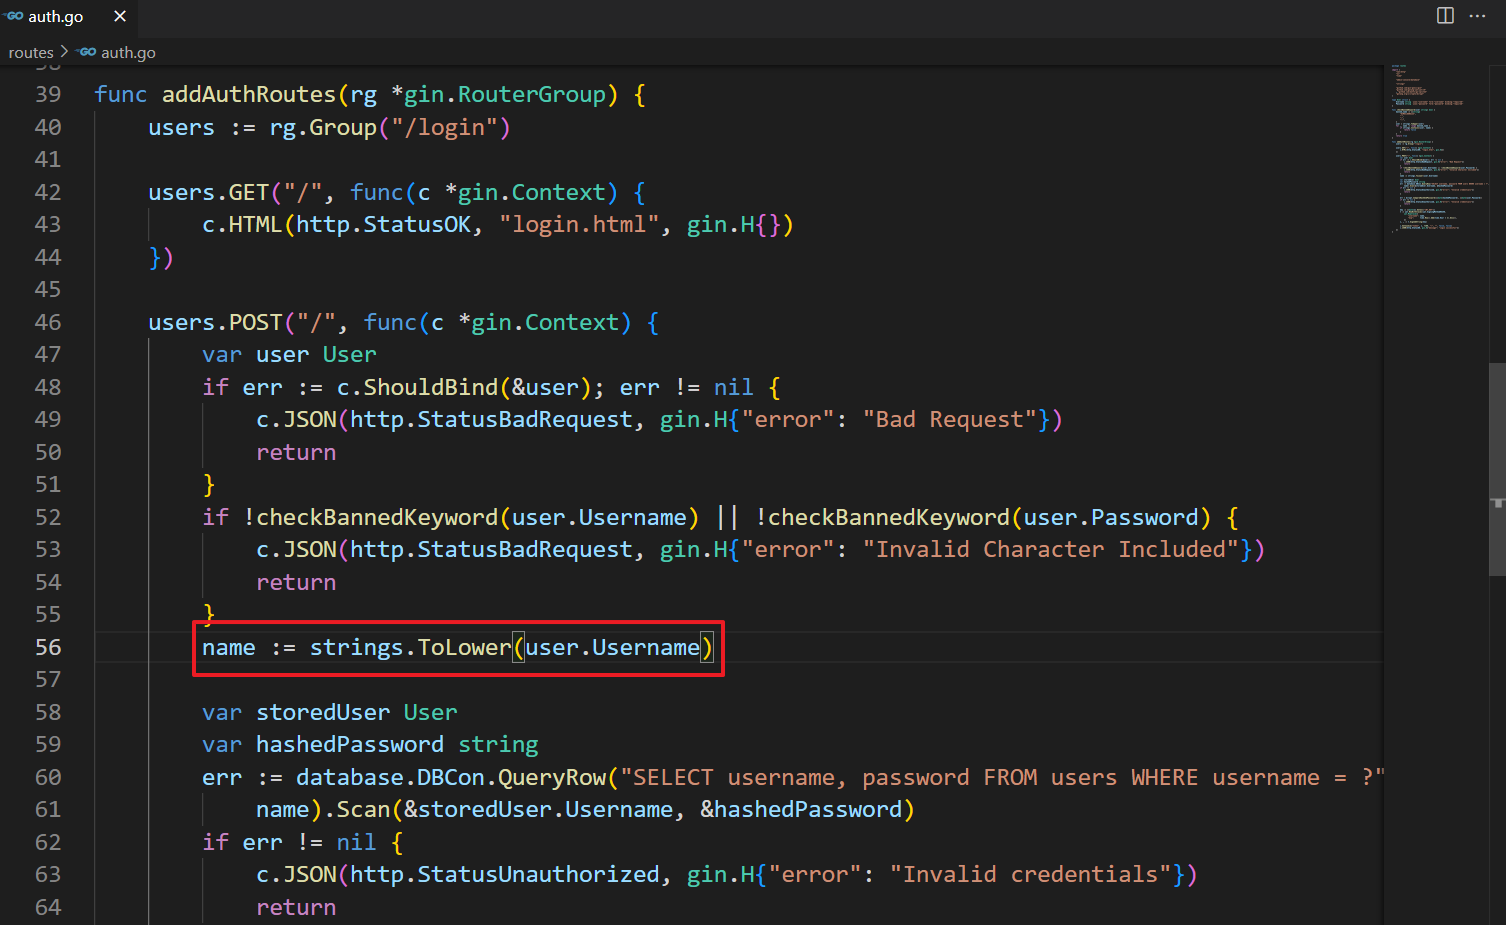 GO auth.go ✕ ···
routes > GO auth.go
38
39 func addAuthRoutes(rg *gin.RouterGroup) {
40 users := rg.Group("/login")
41
42 users.GET("/", func(c *gin.Context) {
43 c.HTML(http.StatusOK, "login.html", gin.H{})
44 })
45
46 users.POST("/", func(c *gin.Context) {
47 var user User
48 if err := c.ShouldBind(&user); err != nil {
49 c.JSON(http.StatusBadRequest, gin.H{"error": "Bad Request"})
50 return
51 }
52 if !checkBannedKeyword(user.Username) || !checkBannedKeyword(user.Password) {
53 c.JSON(http.StatusBadRequest, gin.H{"error": "Invalid Character Included"})
54 return
55 }
56 name := strings.ToLower(user.Username)
57
58 var storedUser User
59 var hashedPassword string
60 err := database.DBCon.QueryRow("SELECT username, password FROM users WHERE username = ?"
61 name).Scan(&storedUser.Username, &hashedPassword)
62 if err != nil {
63 c.JSON(http.StatusUnauthorized, gin.H{"error": "Invalid credentials"})
64 return